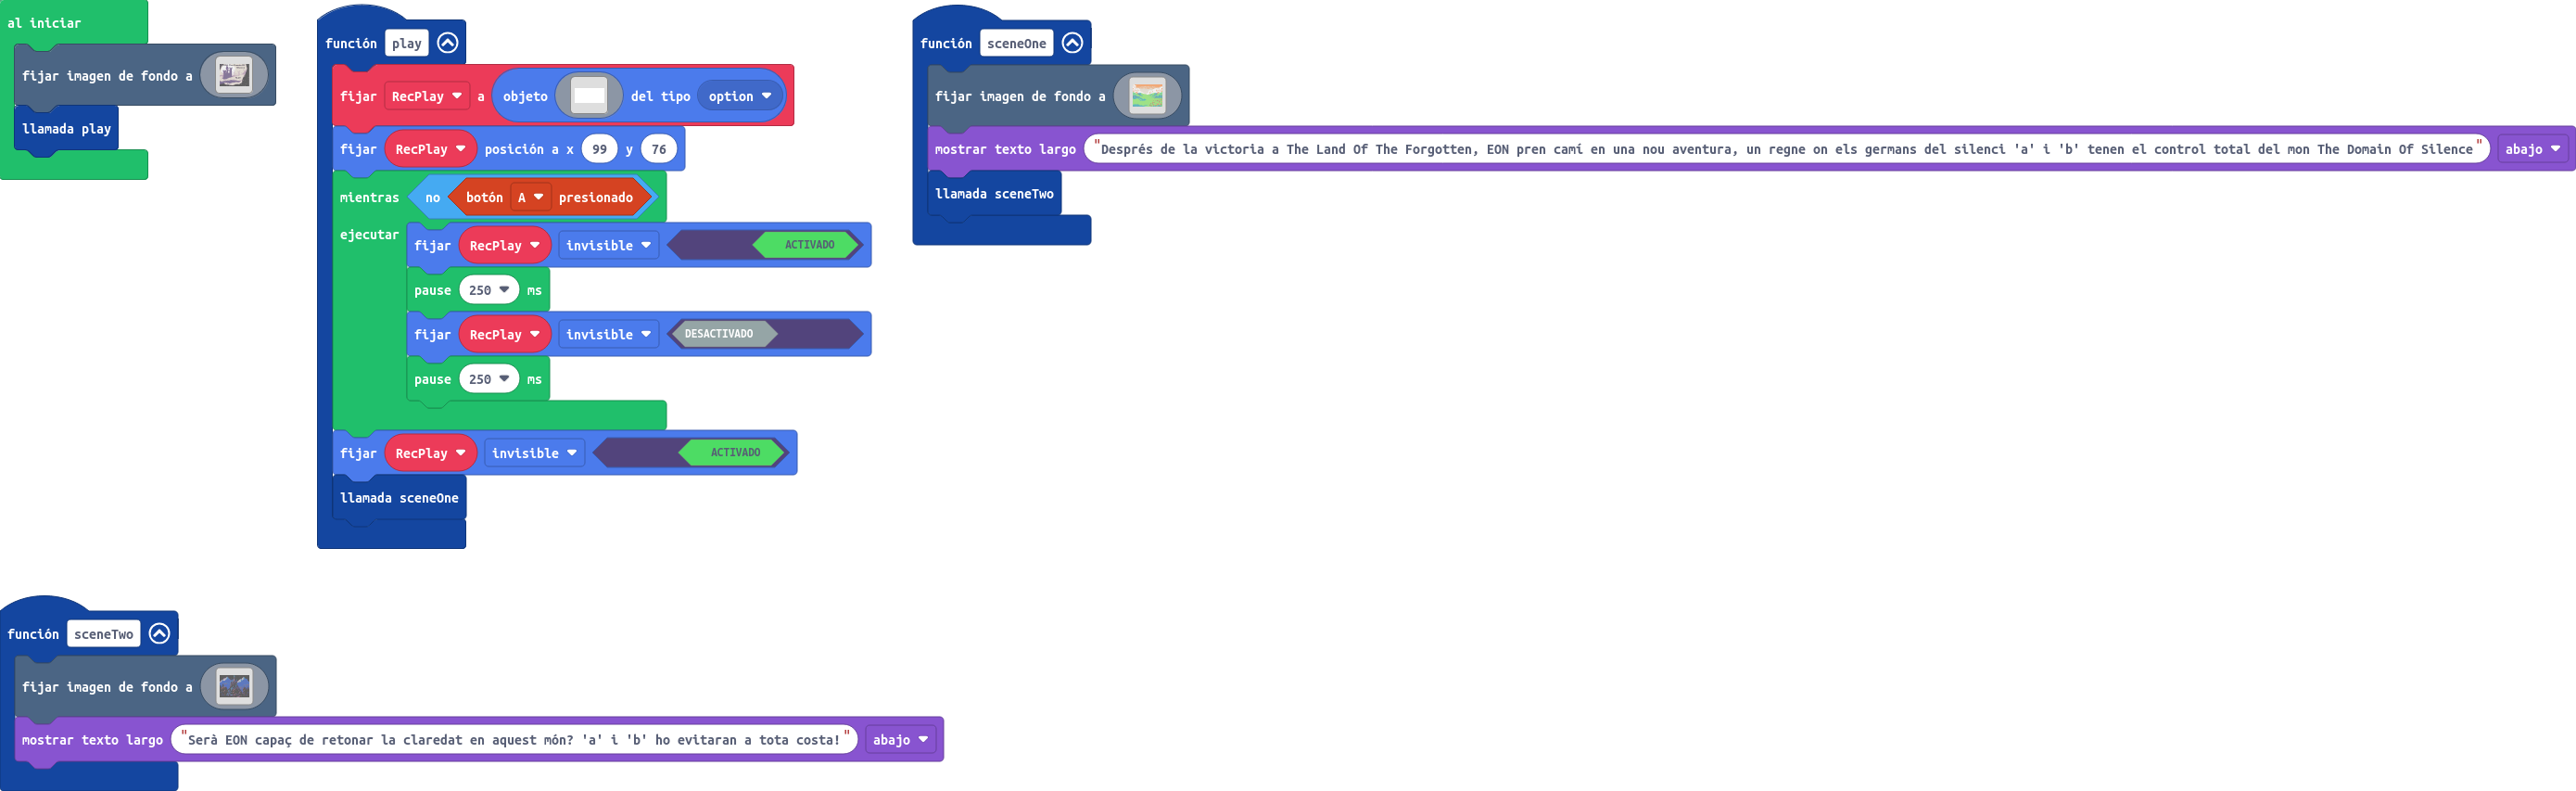 al iniciar
fijar imagen de fondo a
llamada play
función play
fijar RecPlay a objeto del tipo option
fijar RecPlay posición a x 99 y 76
mientras no botón A presionado
ejecutar
fijar RecPlay invisible ACTIVADO
pause 250 ms
fijar RecPlay invisible DESACTIVADO
pause 250 ms
fijar RecPlay invisible ACTIVADO
llamada sceneOne
función sceneOne
fijar imagen de fondo a
mostrar texto largo "Després de la victoria a The Land Of The Forgotten, EON pren camí en una nou aventura, un regne on els germans del silenci 'a' i 'b' tenen el control total del mon The Domain Of Silence" abajo
llamada sceneTwo
función sceneTwo
fijar imagen de fondo a
mostrar texto largo "Serà EON capaç de retonar la claredat en aquest món? 'a' i 'b' ho evitaran a tota costa!" abajo